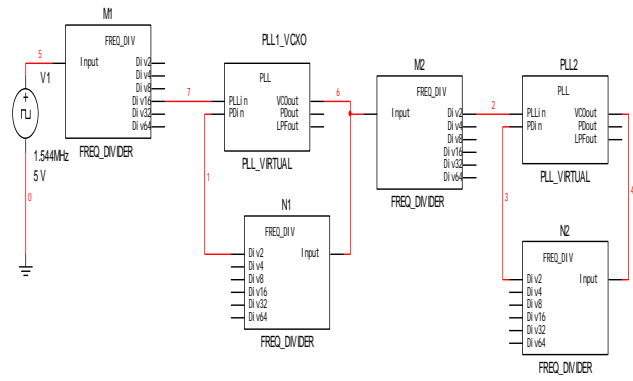 M1
FREQ_DIV
Input
Div2
Div4
Div8
Div16
Div32
Div64
FREQ_DIVIDER
5
V1
1.544MHz
5 V
0
7
PLL1_VCXO
PLL
PLLin
PDin
VCOout
PDout
LPFout
PLL_VIRTUAL
6
1
N1
FREQ_DIV
Div2
Div4
Div8
Div16
Div32
Div64
Input
FREQ_DIVIDER
M2
FREQ_DIV
Input
Div2
Div4
Div8
Div16
Div32
Div64
FREQ_DIVIDER
2
PLL2
PLL
PLLin
PDin
VCOout
PDout
LPFout
PLL_VIRTUAL
3
4
N2
FREQ_DIV
Div2
Div4
Div8
Div16
Div32
Div64
Input
FREQ_DIVIDER